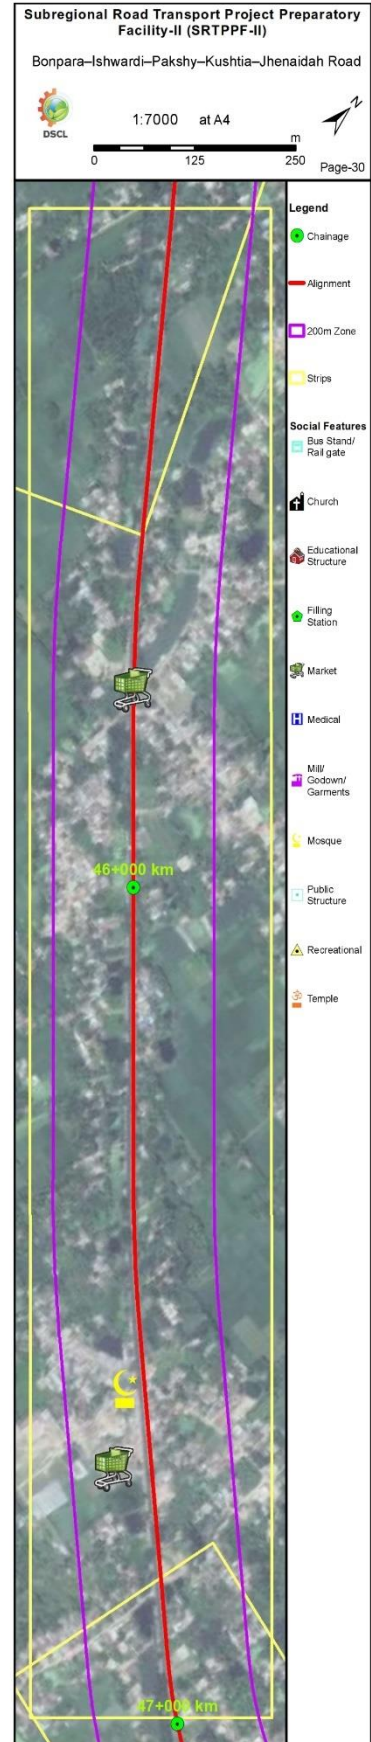 Subregional Road Transport Project Preparatory
Facility-II (SRTPPF-II)
Bonpara–Ishwardi–Pakshy–Kushtia–Jhenaidah Road
DSCL
1:7000 at A4
N
m
0 125 250
Page-30
Legend
Chainage
Alignment
200m Zone
Strips
Social Features
Bus Stand/
Rail gate
Church
Educational
Structure
Filling
Station
Market
Medical
Mill/
Godown/
Garments
Mosque
Public
Structure
Recreational
Temple
46+000 km
47+000 km